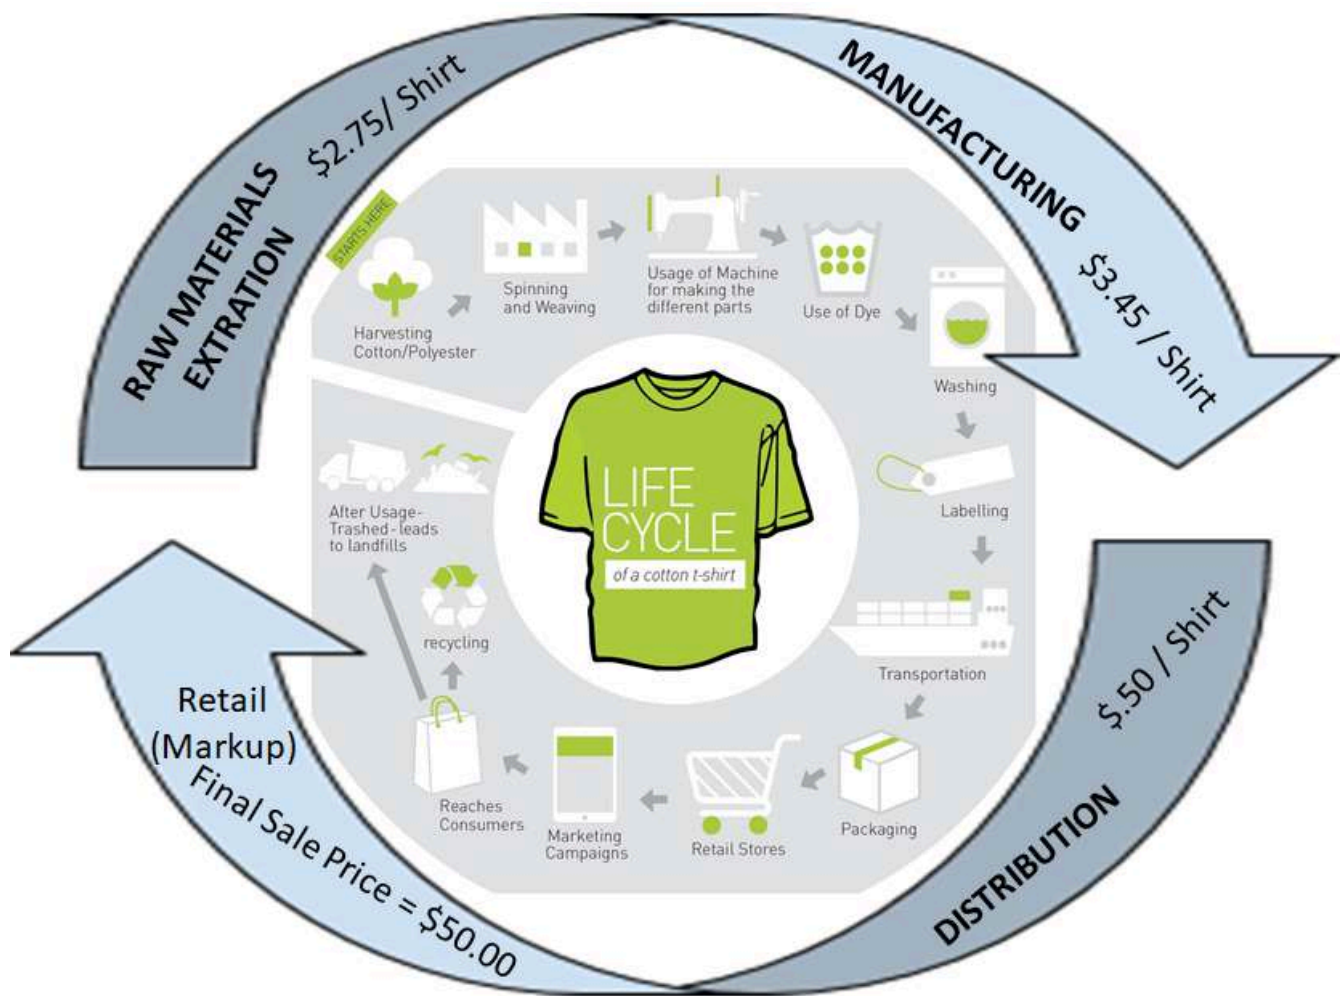 RAW MATERIALS
EXTRATION
$2.75/ Shirt
MANUFACTURING
$3.45 / Shirt
STARTS HERE
Harvesting
Cotton/Polyester
Spinning
and Weaving
Usage of Machine
for making the
different parts
Use of Dye
Washing
Labelling
Transportation
Packaging
Retail Stores
Marketing
Campaigns
Reaches
Consumers
recycling
After Usage-
Trashed - leads
to landfills
LIFE
CYCLE
of a cotton t-shirt
$.50 / Shirt
DISTRIBUTION
Retail
(Markup)
Final Sale Price = $50.00